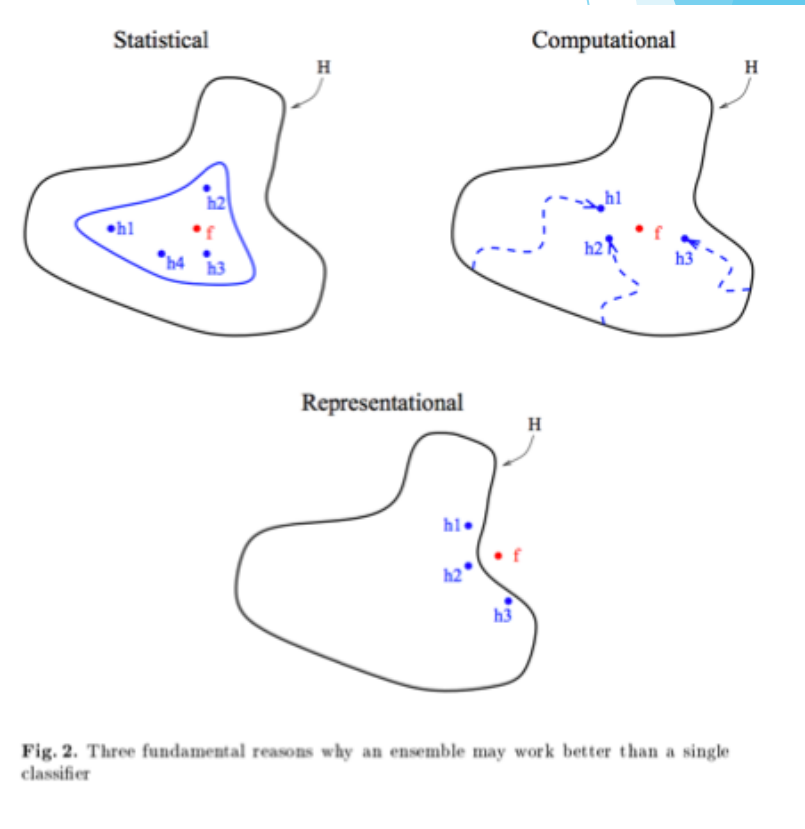 Statistical
H
h2
h1
f
h4
h3
Computational
H
h1
f
h2
h3
Representational
H
h1
f
h2
h3
Fig. 2. Three fundamental reasons why an ensemble may work better than a single
classifier